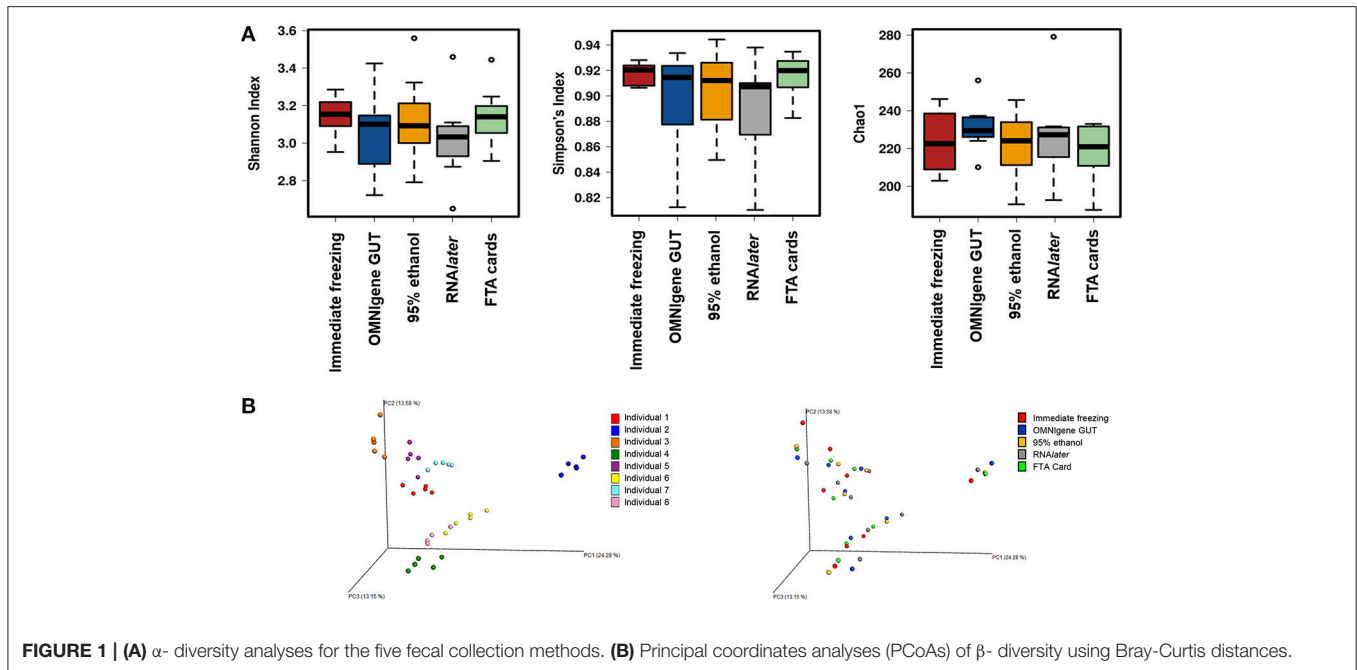 A
Shannon Index
3.6
3.4
3.2
3.0
2.8
Immediate freezing
OMNIgene GUT
95% ethanol
RNAlater
FTA cards
Simpson's Index
0.94
0.92
0.90
0.88
0.86
0.84
0.82
Immediate freezing
OMNIgene GUT
95% ethanol
RNAlater
FTA cards
Chao1
280
260
240
220
200
Immediate freezing
OMNIgene GUT
95% ethanol
RNAlater
FTA cards
B
PC2 (13.58 %)
PC1 (24.28 %)
PC3 (13.15 %)
Individual 1
Individual 2
Individual 3
Individual 4
Individual 5
Individual 6
Individual 7
Individual 8
PC2 (13.58 %)
PC1 (24.28 %)
PC3 (13.15 %)
Immediate freezing
OMNIgene GUT
95% ethanol
RNAlater
FTA Card
FIGURE 1 | (A) α- diversity analyses for the five fecal collection methods. (B) Principal coordinates analyses (PCoAs) of β- diversity using Bray-Curtis distances.